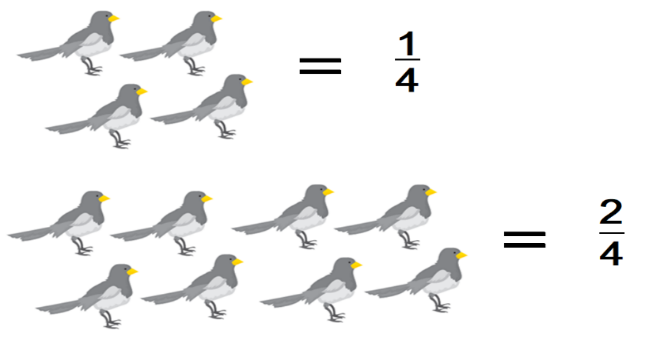 = 1/4
= 2/4